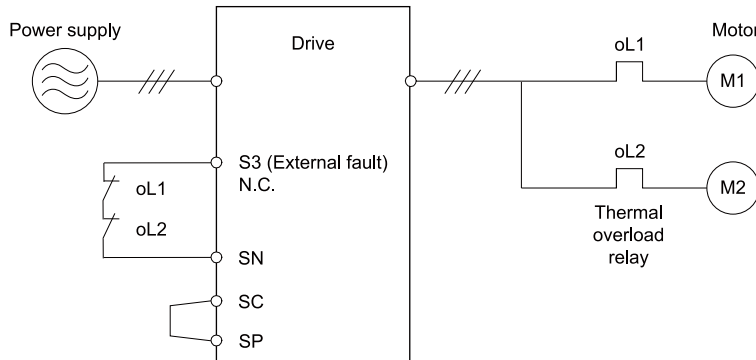 Power supply
Drive
oL1
Motor
M1
S3 (External fault)
N.C.
oL1
oL2
oL2
M2
Thermal
overload
relay
SN
SC
SP